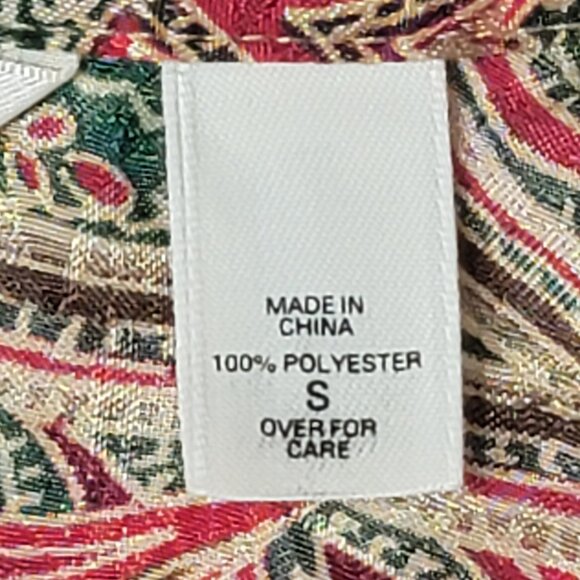 MADE IN
CHINA
100% POLYESTER
S
OVER FOR
CARE